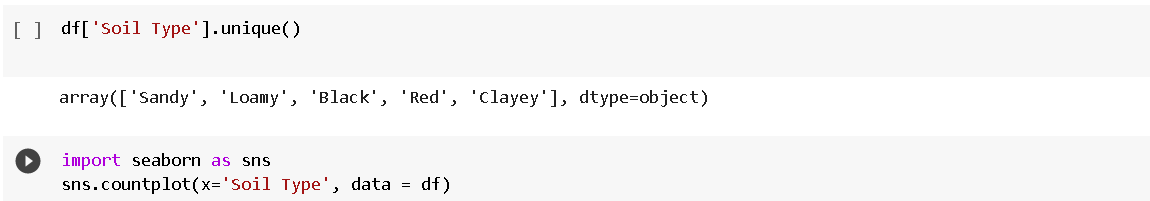 [ ] df['Soil Type'].unique()
array(['Sandy', 'Loamy', 'Black', 'Red', 'Clayey'], dtype=object)
import seaborn as sns
sns.countplot(x='Soil Type', data = df)